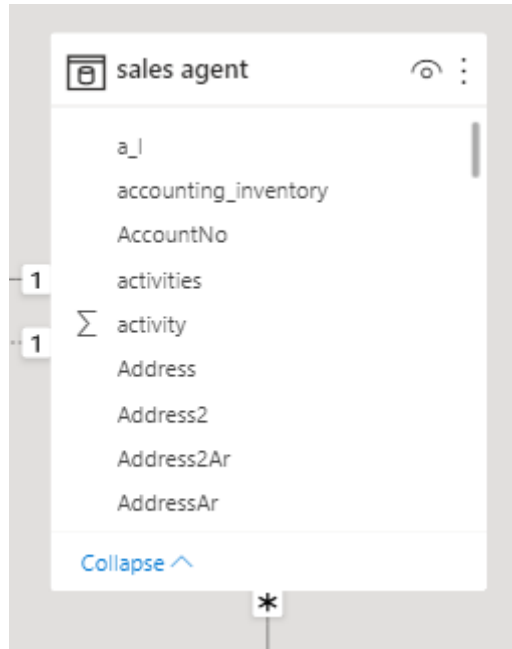 sales agent
a_l
accounting_inventory
AccountNo
1
activities
Σ activity
1
Address
Address2
Address2Ar
AddressAr
Collapse
*